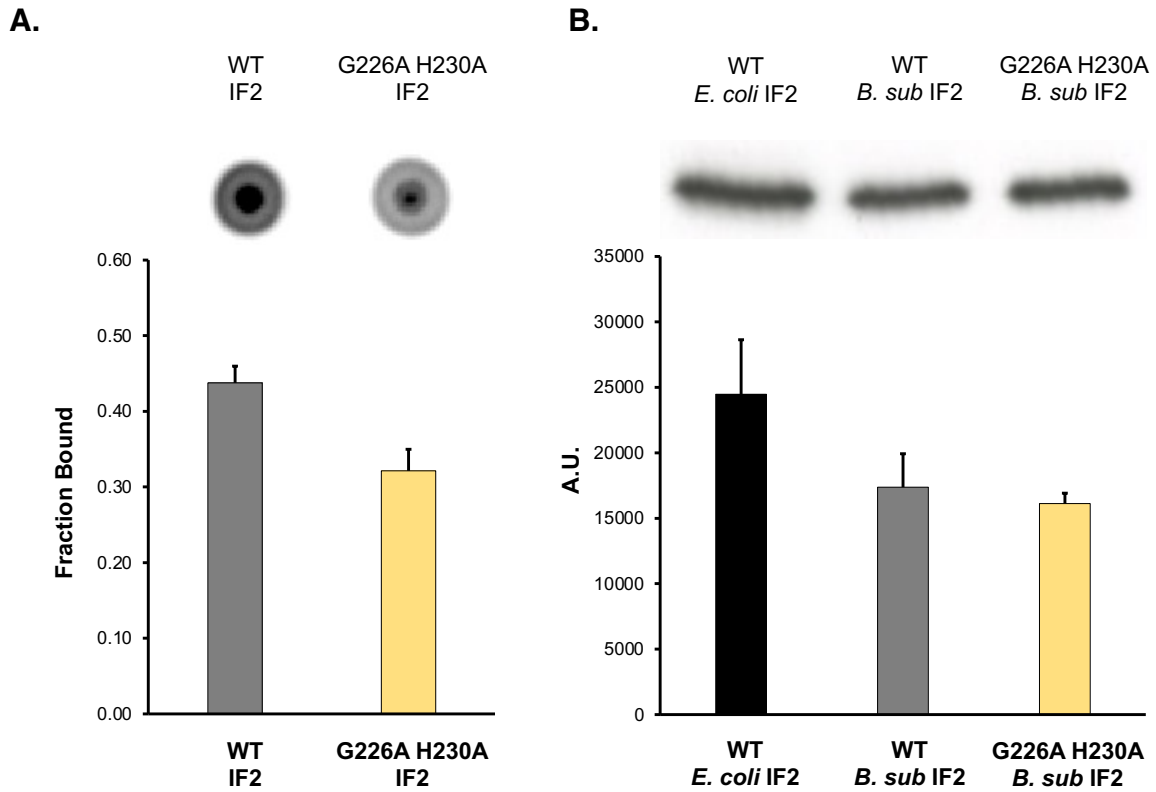 A.
WT
IF2
G226A H230A
IF2
0.60
0.50
0.40
0.30
0.20
0.10
0.00
Fraction Bound
WT
IF2
G226A H230A
IF2
B.
WT
E. coli IF2
WT
B. sub IF2
G226A H230A
B. sub IF2
35000
30000
25000
20000
15000
10000
5000
0
A.U.
WT
E. coli IF2
WT
B. sub IF2
G226A H230A
B. sub IF2